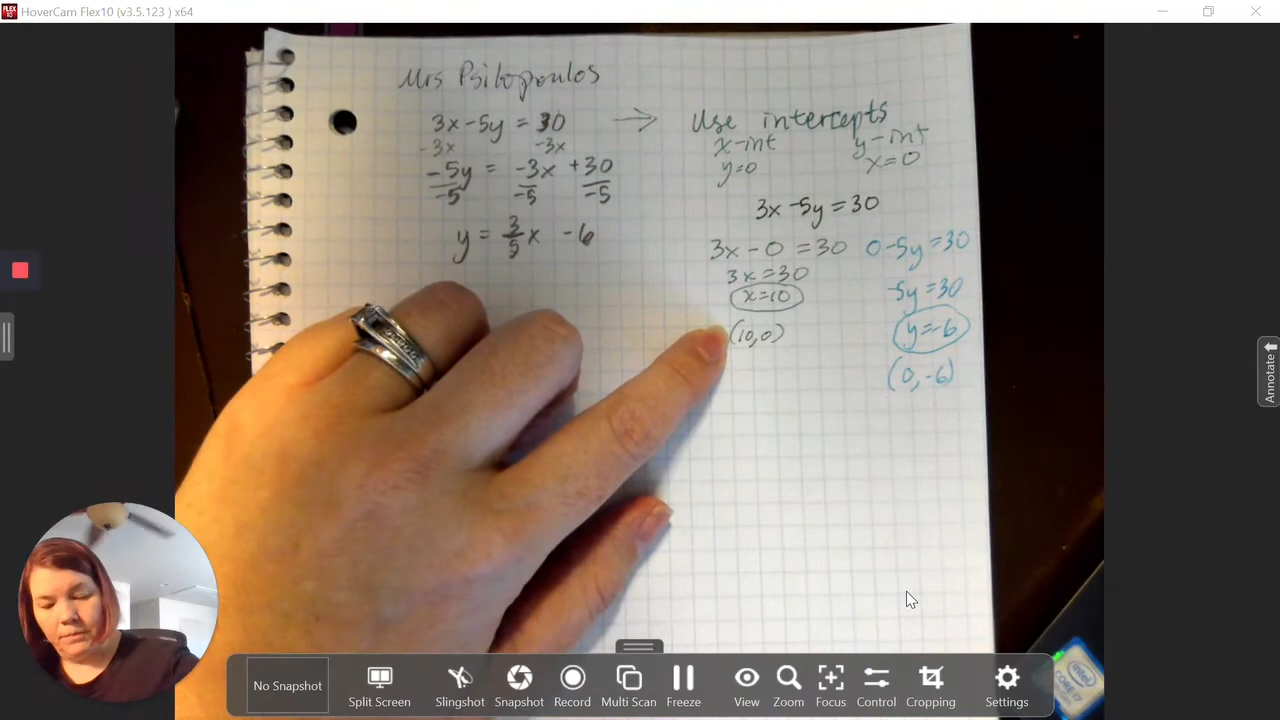 HoverCam Flex10 (v3.5.123 ) x64
Mrs Psilopoulos
3x-5y = 30
-3x -3x
-5y = -3x +30
-5 -5 -5
y = 3/5 x -6
→ Use intercepts
x-int y-int
y=0 x=0
3x-5y=30
3x - 0 = 30
3x=30
x=10
(10,0)
0-5y=30
-5y=30
y=-6
(0,-6)
Annotate
No Snapshot
Split Screen
Slingshot
Snapshot
Record
Multi Scan
Freeze
View
Zoom
Focus
Control
Cropping
Settings
intel
CORE i7